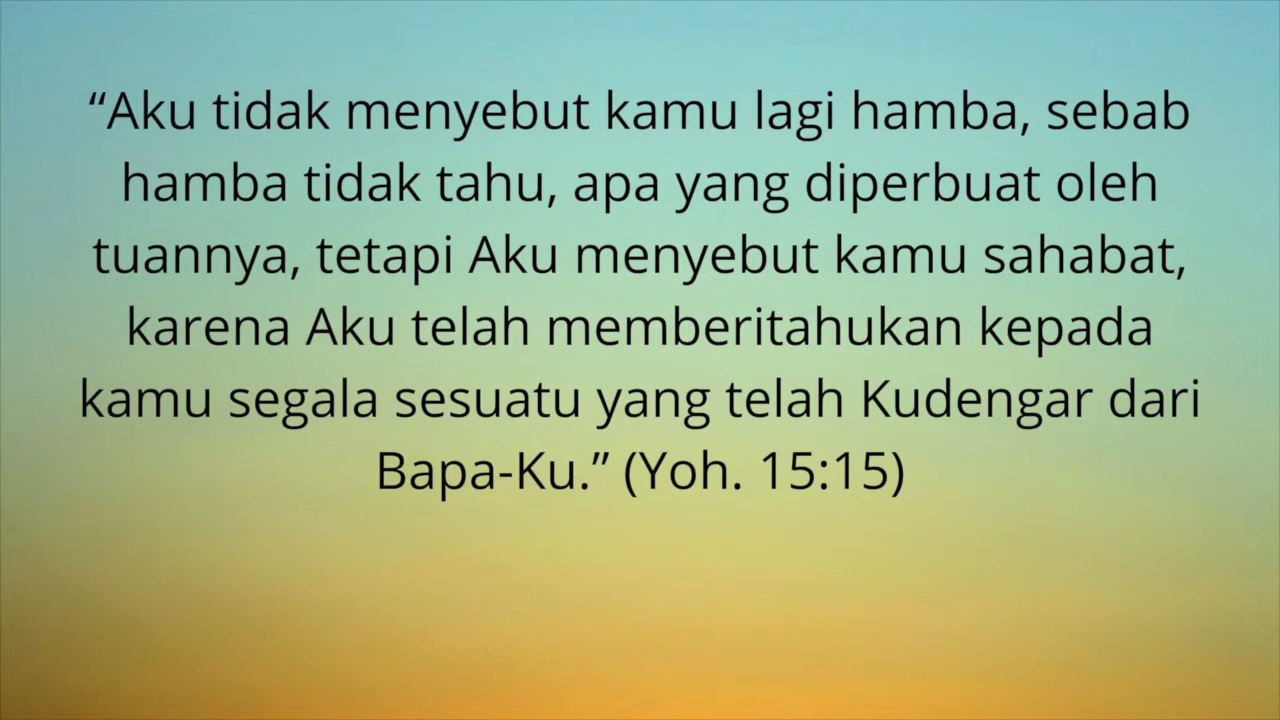 “Aku tidak menyebut kamu lagi hamba, sebab
hamba tidak tahu, apa yang diperbuat oleh
tuannya, tetapi Aku menyebut kamu sahabat,
karena Aku telah memberitahukan kepada
kamu segala sesuatu yang telah Kudengar dari
Bapa-Ku.” (Yoh. 15:15)